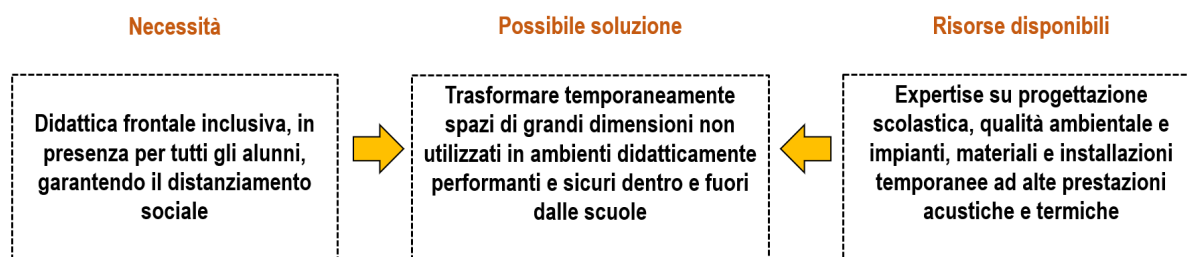 Necessità
Possibile soluzione
Risorse disponibili
Didattica frontale inclusiva, in
presenza per tutti gli alunni,
garantendo il distanziamento
sociale
Trasformare temporaneamente
spazi di grandi dimensioni non
utilizzati in ambienti didatticamente
performanti e sicuri dentro e fuori
dalle scuole
Expertise su progettazione
scolastica, qualità ambientale e
impianti, materiali e installazioni
temporanee ad alte prestazioni
acustiche e termiche